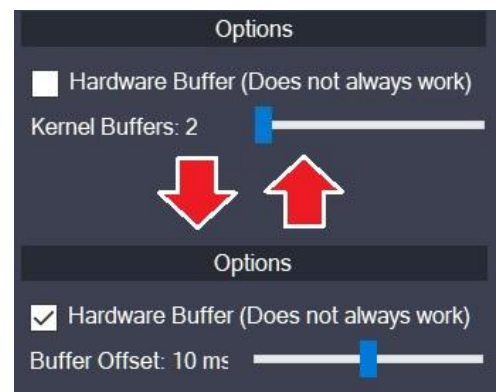 Options
Hardware Buffer (Does not always work)
Kernel Buffers: 2
Options
Hardware Buffer (Does not always work)
Buffer Offset: 10 ms